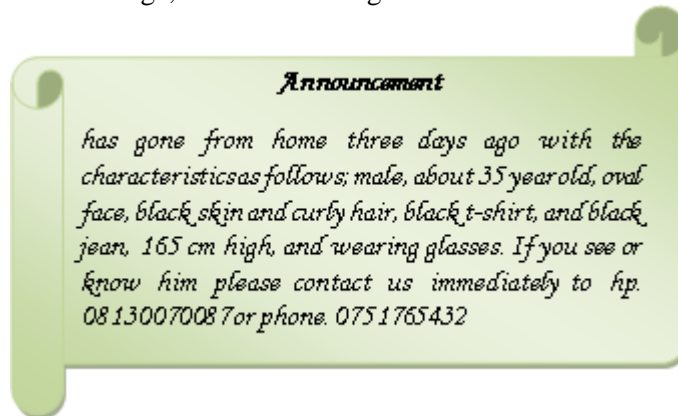 Announcement
has gone from home three days ago with the
characteristicsas follows; male, about 35 year old, oval
face, black skin and curly hair, black t-shirt, and black
jean, 165 cm high, and wearing glasses. If you see or
know him please contact us immediately to hp.
08130070087 or phone. 0751765432